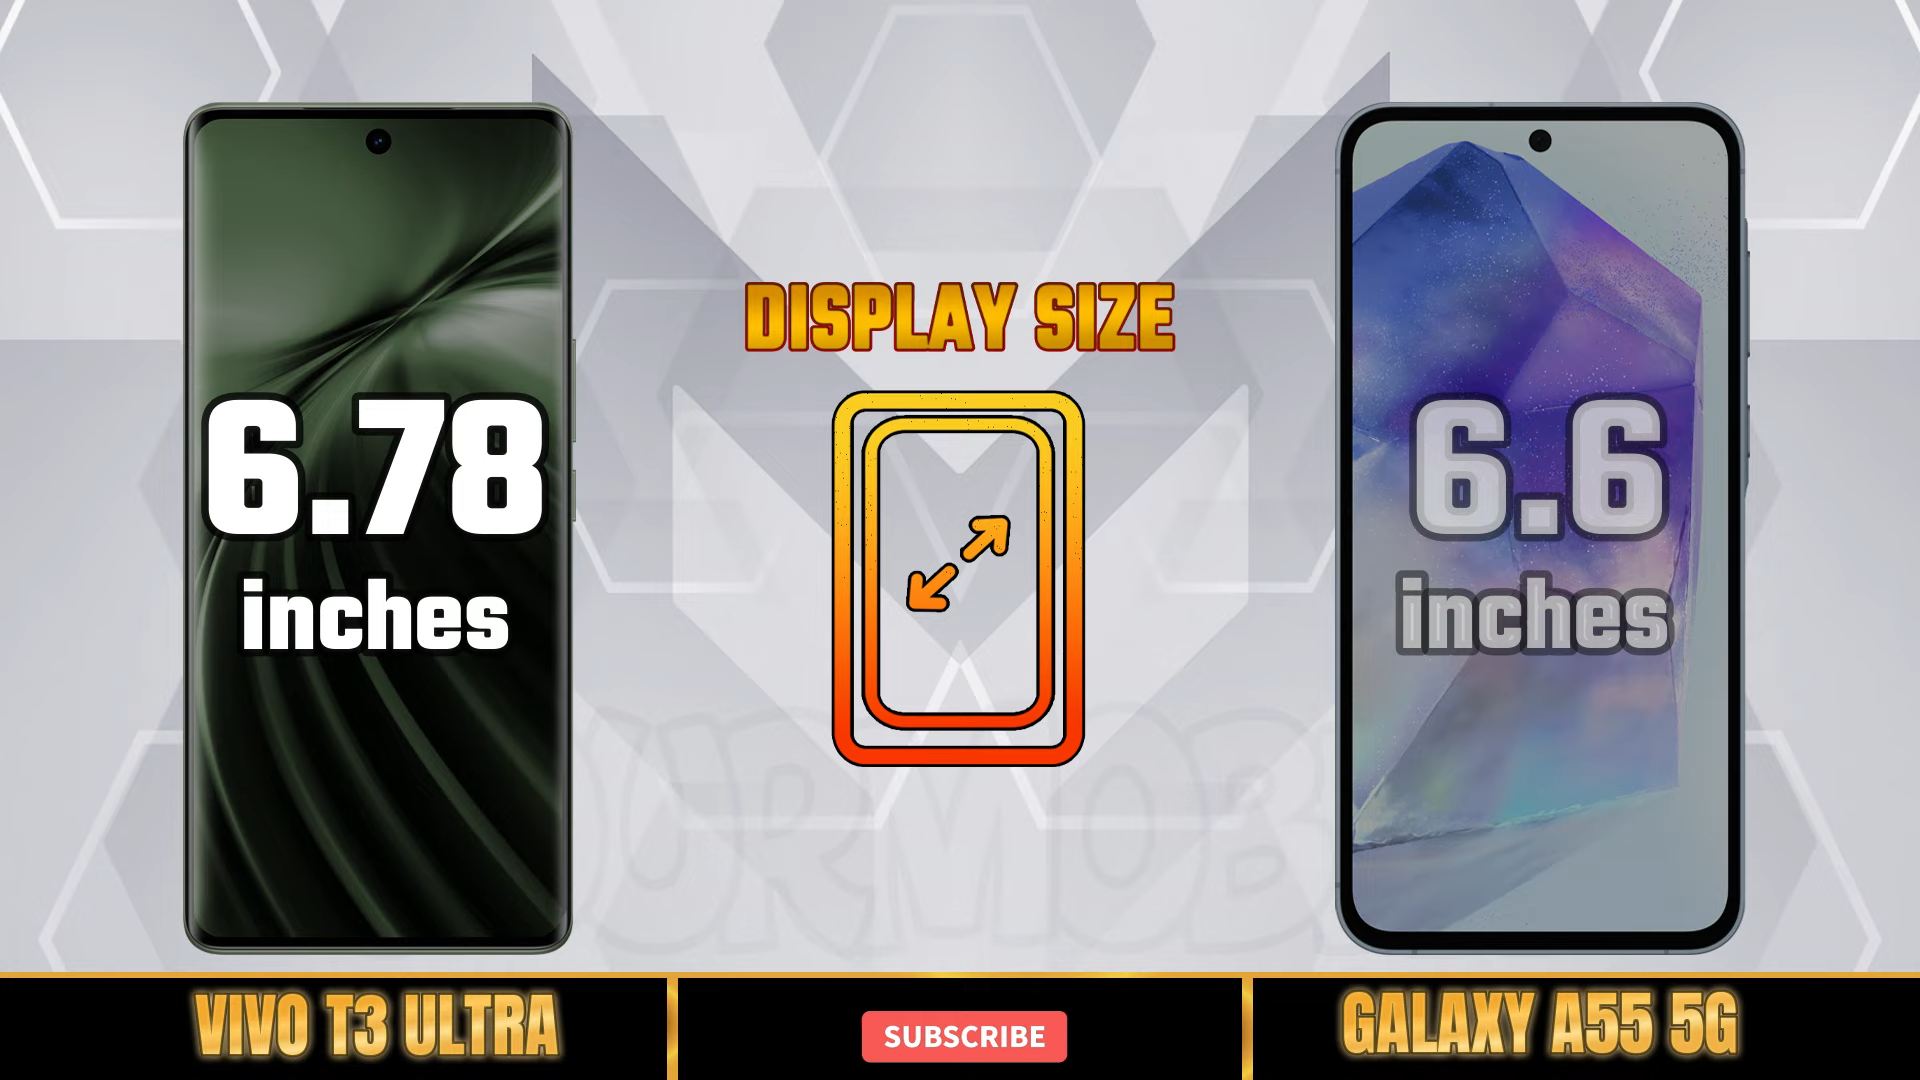 DISPLAY SIZE
6.78
inches
6.6
inches
VIVO T3 ULTRA
SUBSCRIBE
GALAXY A55 5G